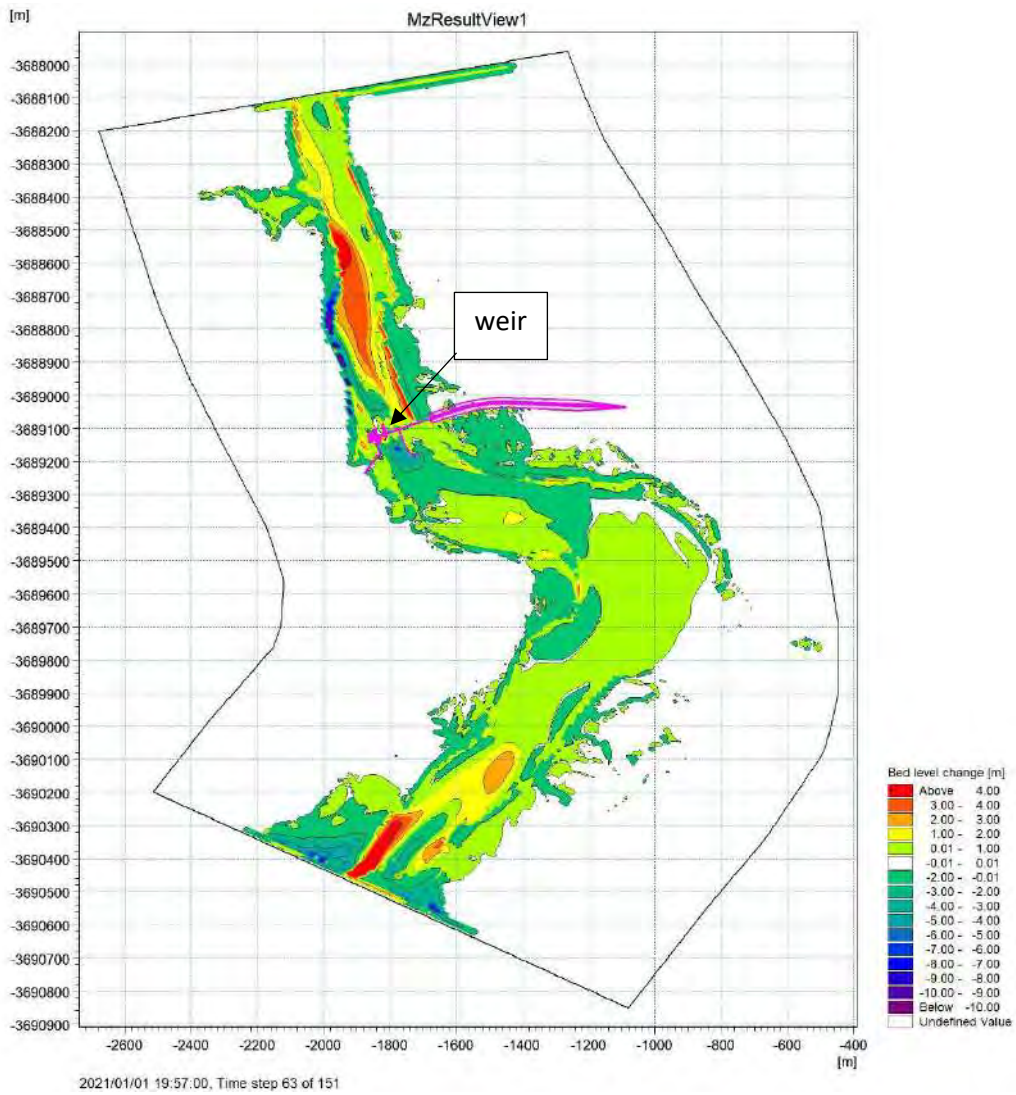 [m]
MzResultView1
-3688000
-3688100
-3688200
-3688300
-3688400
-3688500
-3688600
-3688700
-3688800
-3688900
-3689000
-3689100
-3689200
-3689300
-3689400
-3689500
-3689600
-3689700
-3689800
-3689900
-3690000
-3690100
-3690200
-3690300
-3690400
-3690500
-3690600
-3690700
-3690800
-3690900
weir
-2600 -2400 -2200 -2000 -1800 -1600 -1400 -1200 -1000 -800 -600 -400
[m]
Bed level change [m]
Above 4.00
3.00 - 4.00
2.00 - 3.00
1.00 - 2.00
0.01 - 1.00
-0.01 - 0.01
-2.00 - -0.01
-3.00 - -2.00
-4.00 - -3.00
-5.00 - -4.00
-6.00 - -5.00
-7.00 - -6.00
-8.00 - -7.00
-9.00 - -8.00
-10.00 - -9.00
Below -10.00
Undefined Value
2021/01/01 19:57:00, Time step 63 of 151